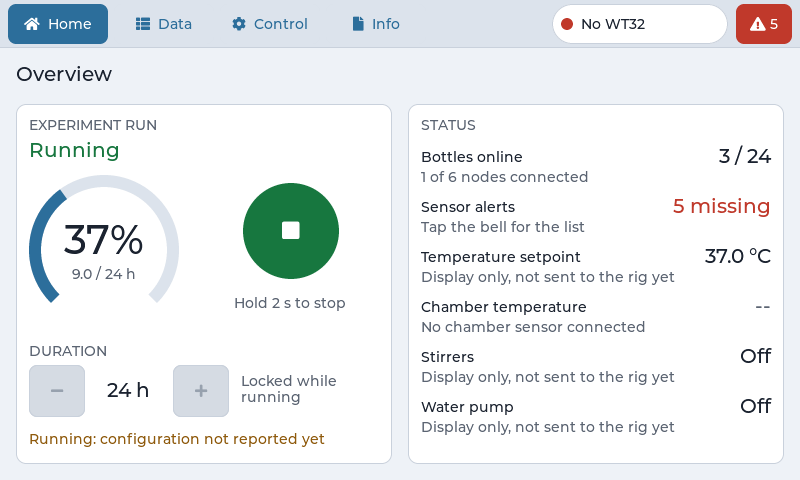 Home
Data
Control
Info
No WT32
5
Overview
EXPERIMENT RUN
Running
37%
9.0 / 24 h
Hold 2 s to stop
DURATION
−
24 h
+
Locked while
running
Running: configuration not reported yet
STATUS
Bottles online
3 / 24
1 of 6 nodes connected
Sensor alerts
5 missing
Tap the bell for the list
Temperature setpoint
37.0 °C
Display only, not sent to the rig yet
Chamber temperature
--
No chamber sensor connected
Stirrers
Off
Display only, not sent to the rig yet
Water pump
Off
Display only, not sent to the rig yet